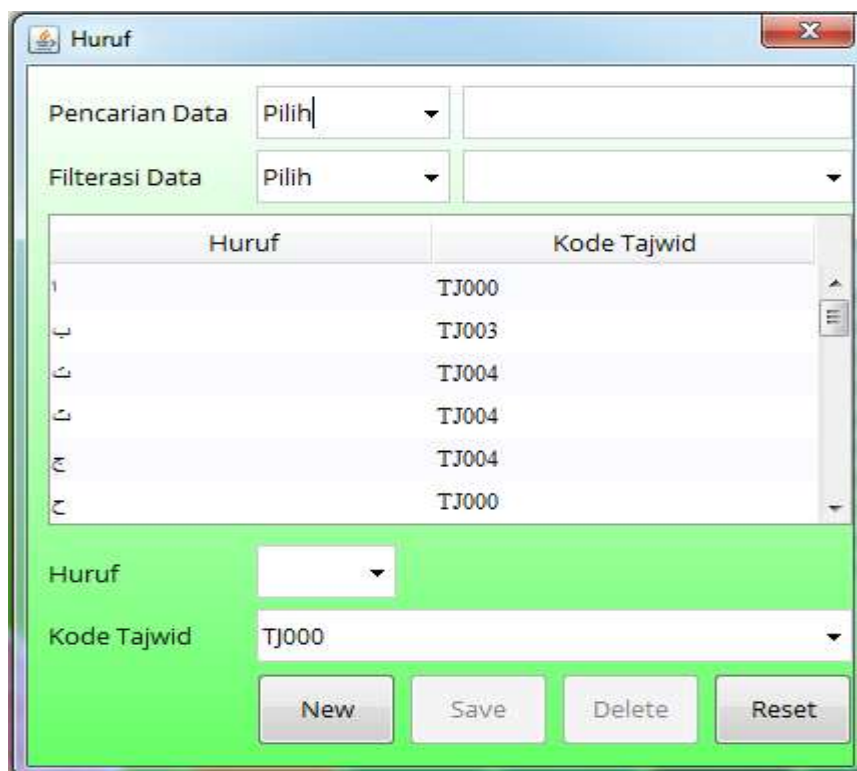 Huruf
Pencarian Data Pilih
Filterasi Data Pilih
Huruf Kode Tajwid
ا TJ000
ب TJ003
ت TJ004
ث TJ004
ج TJ004
ح TJ000
Huruf
Kode Tajwid TJ000
New Save Delete Reset